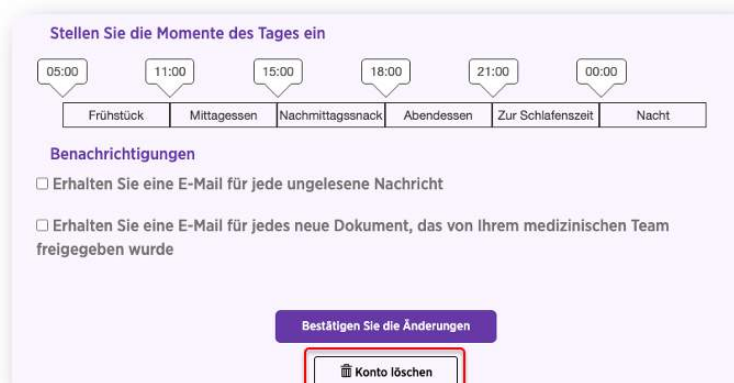 Stellen Sie die Momente des Tages ein
05:00 11:00 15:00 18:00 21:00 00:00
Frühstück Mittagessen Nachmittagssnack Abendessen Zur Schlafenszeit Nacht
Benachrichtigungen
Erhalten Sie eine E-Mail für jede ungelesene Nachricht
Erhalten Sie eine E-Mail für jedes neue Dokument, das von Ihrem medizinischen Team
freigegeben wurde
Bestätigen Sie die Änderungen
Konto löschen